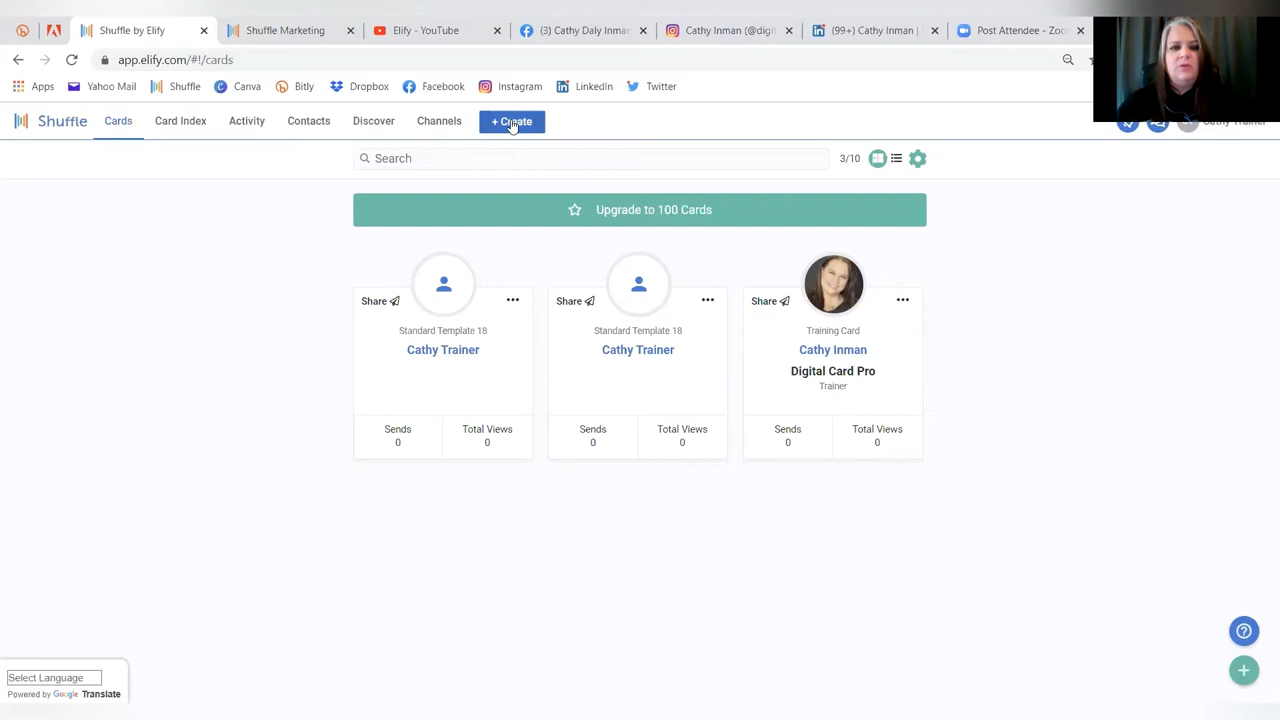 Shuffle by Elify
Shuffle Marketing
Elify - YouTube
(3) Cathy Daly Inman
Cathy Inman (@digi
(99+) Cathy Inman |
Post Attendee - Zoo
app.elify.com/#!/cards
Apps
Yahoo Mail
Shuffle
Canva
Bitly
Dropbox
Facebook
Instagram
LinkedIn
Twitter
Shuffle
Cards
Card Index
Activity
Contacts
Discover
Channels
+ Create
Cathy Trainer
Search
3/10
Upgrade to 100 Cards
Share
Standard Template 18
Cathy Trainer
Sends
0
Total Views
0
Share
Standard Template 18
Cathy Trainer
Sends
0
Total Views
0
Share
Training Card
Cathy Inman
Digital Card Pro
Trainer
Sends
0
Total Views
0
Select Language
Powered by Google Translate